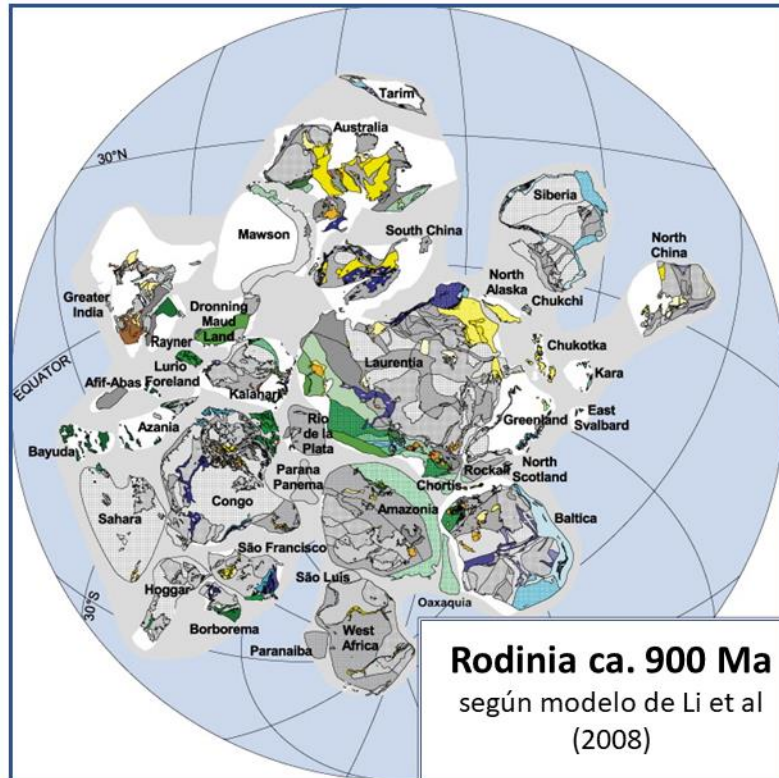 Tarim
Australia
30°N
Siberia
Mawson
South China
North
China
North
Alaska
Chukchi
Greater
India
Dronning
Maud
Land
Rayner
Laurentia
Chukotka
EQUATOR
Lurio
Foreland
Afif-Abas
Kalahari
Kara
Azania
Rio
de la
Plata
Greenland
East
Svalbard
Bayuda
Rockall
North
Scotland
Parana
Panema
Chortis
Congo
Amazonia
Baltica
Sahara
São Francisco
São Luis
Hoggar
Oaxaquia
30°S
Borborema
West
Africa
Paranaiba
Rodinia ca. 900 Ma
según modelo de Li et al
(2008)